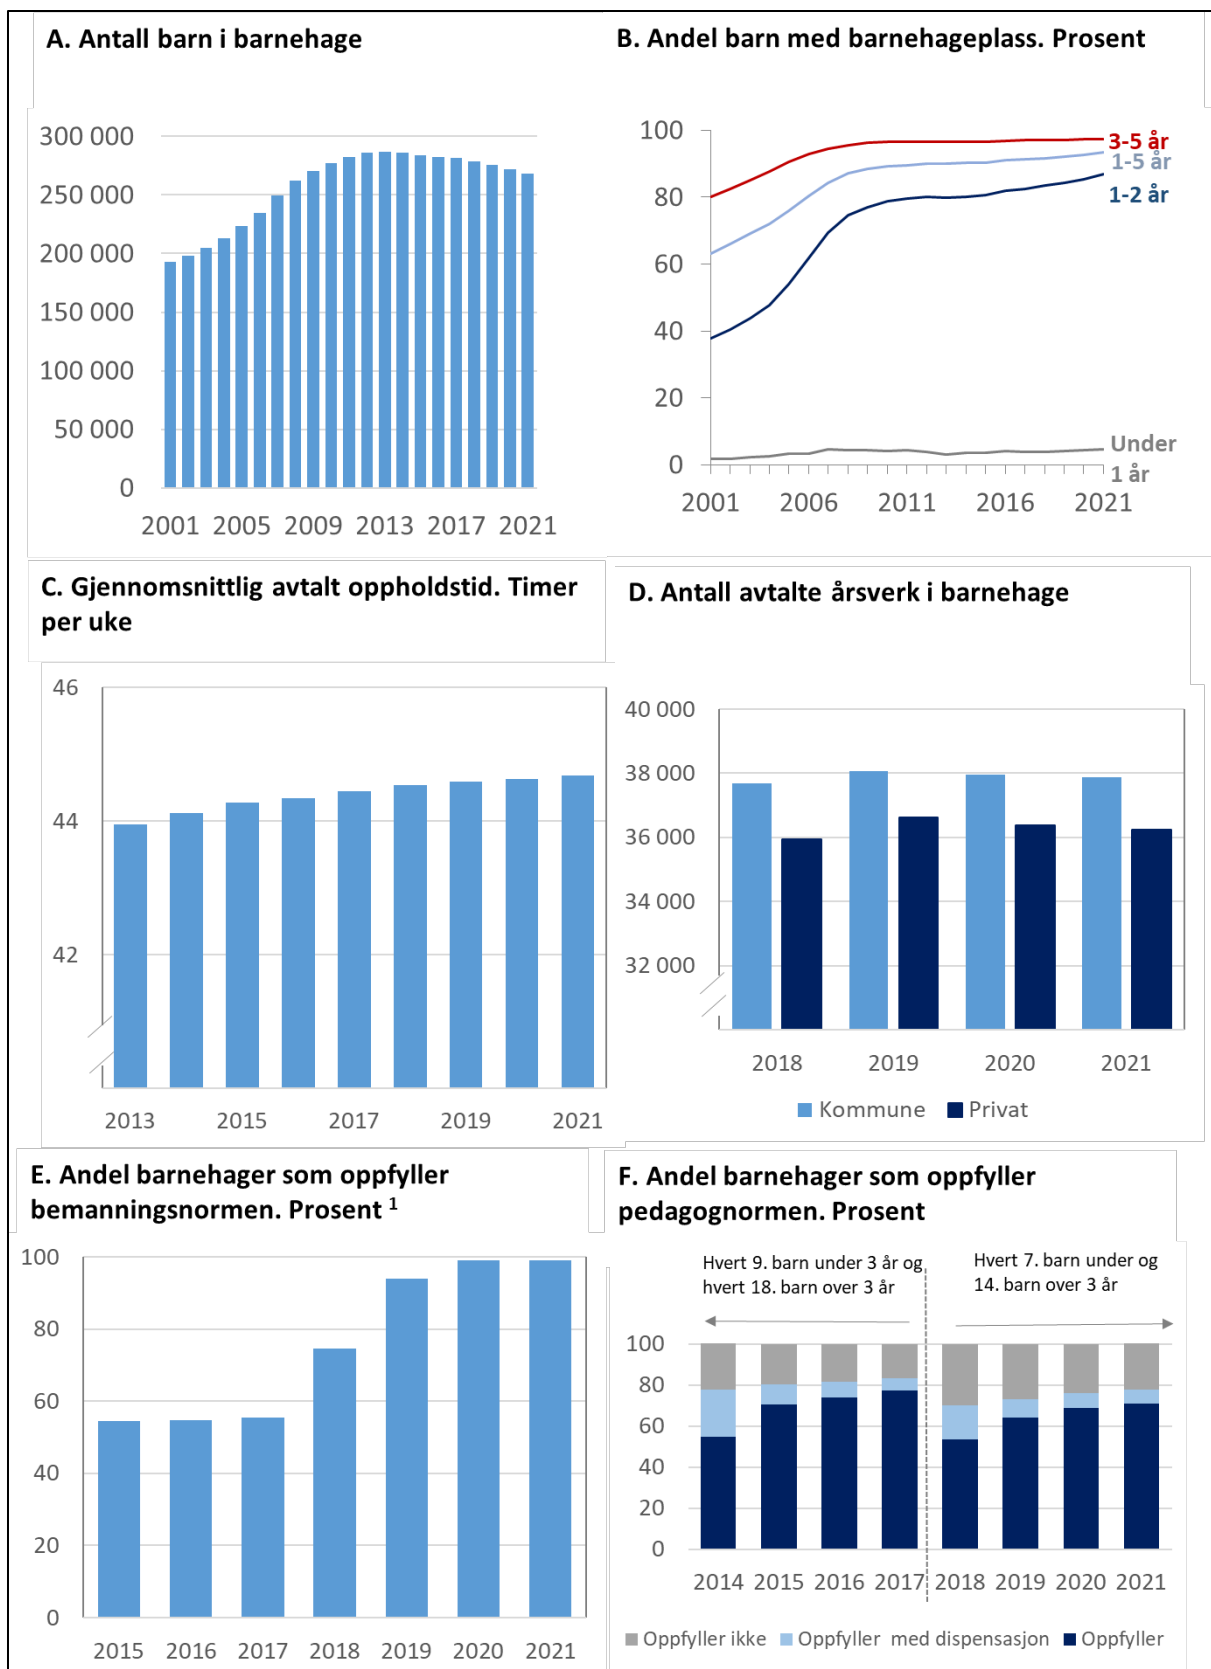 A. Antall barn i barnehage
300 000
250 000
200 000
150 000
100 000
50 000
0
2001 2005 2009 2013 2017 2021
B. Andel barn med barnehageplass. Prosent
100
80
60
40
20
0
3-5 år
1-5 år
1-2 år
Under
1 år
2001 2006 2011 2016 2021
C. Gjennomsnittlig avtalt oppholdstid. Timer
per uke
46
44
42
2013 2015 2017 2019 2021
D. Antall avtalte årsverk i barnehage
40 000
38 000
36 000
34 000
32 000
2018 2019 2020 2021
Kommune Privat
E. Andel barnehager som oppfyller
bemanningsnormen. Prosent 1
100
80
60
40
20
0
2015 2016 2017 2018 2019 2020 2021
F. Andel barnehager som oppfyller
pedagognormen. Prosent
Hvert 9. barn under 3 år og
hvert 18. barn over 3 år
Hvert 7. barn under og
14. barn over 3 år
100
80
60
40
20
0
2014 2015 2016 2017 2018 2019 2020 2021
Oppfyller ikke Oppfyller med dispensasjon Oppfyller